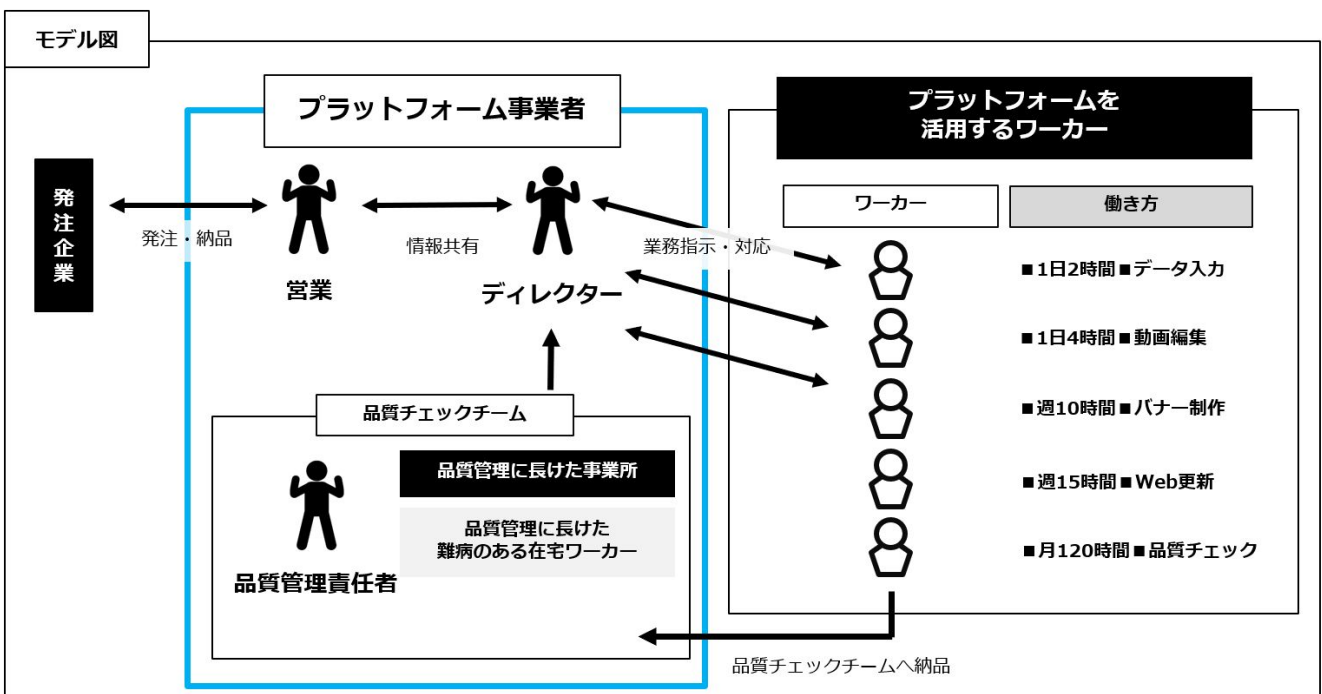 モデル図
プラットフォーム事業者
プラットフォームを
活用するワーカー
発注企業
発注・納品
営業
情報共有
ディレクター
業務指示・対応
ワーカー
働き方
■1日2時間■データ入力
■1日4時間■動画編集
■週10時間■バナー制作
■週15時間■Web更新
■月120時間■品質チェック
品質チェックチーム
品質管理責任者
品質管理に長けた事業所
品質管理に長けた
難病のある在宅ワーカー
品質チェックチームへ納品